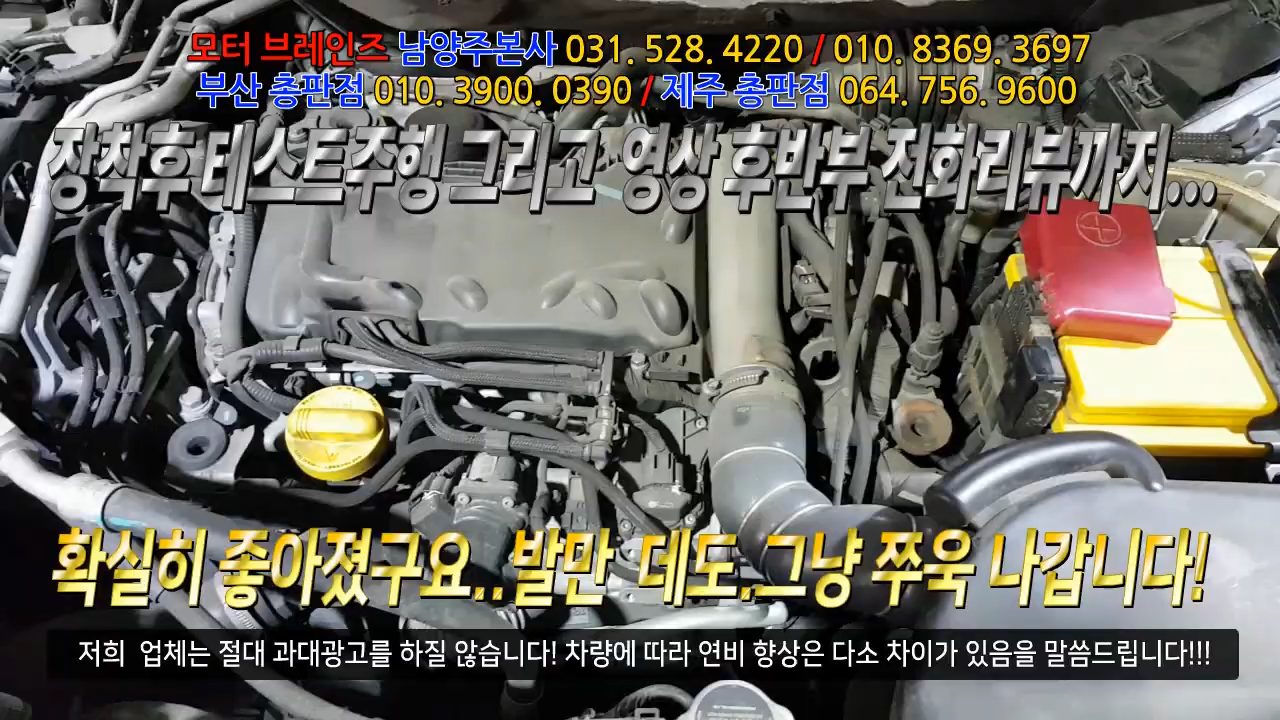 모터 브레인즈 남양주본사 031. 528. 4220 / 010. 8369. 3697
부산 총판점 010. 3900. 0390 / 제주 총판점 064. 756. 9600
장착후 테스트주행 그리고 영상 후반부 전화리뷰까지...
확실히 좋아졌구요..발만 데도..그냥 쭈욱 나갑니다!
저희 업체는 절대 과대광고를 하질 않습니다! 차량에 따라 연비 향상은 다소 차이가 있음을 말씀드립니다!!!